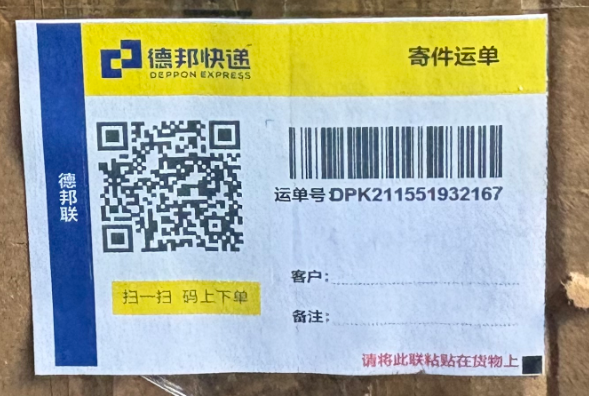 德邦快递
DEPPON EXPRESS
寄件运单
德邦联
运单号:DPK211551932167
扫一扫 码上下单
客户:
备注:
请将此联粘贴在货物上